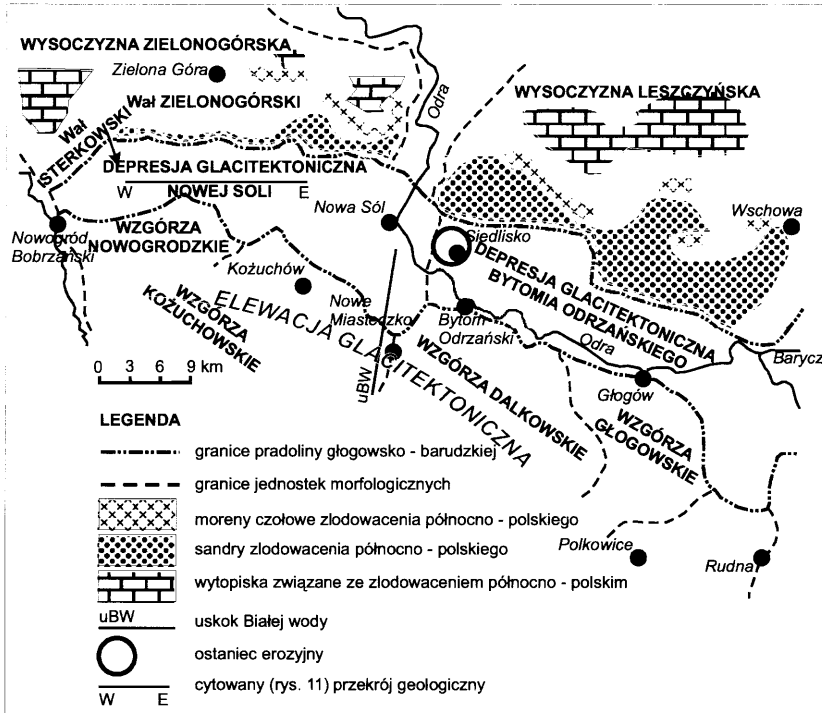 WYSOCZYZNA ZIELONOGÓRSKA
Zielona Góra
Wał ZIELONOGÓRSKI
Wał
ISTERKOWSKI
Odra
WYSOCZYZNA LESZCZYŃSKA
DEPRESJA GLACITEKTONICZNA
W E
NOWEJ SOLI
Nowogród
Bobrzański
WZGÓRZA
NOWOGRODZKIE
Nowa Sól
Siedlisko
Wschowa
DEPRESJA GLACITEKTONICZNA
BYTOMIA ODRZAŃSKIEGO
Kożuchów
WZGÓRZA
KOŻUCHOWSKIE
ELEWACJA GLACITEKTONICZNA
Nowe
Miasteczko
Bytom
Odrzański
Odra
Barycz
uBW
WZGÓRZA DALKOWSKIE
Głogów
WZGÓRZA
GŁOGOWSKIE
Polkowice
Rudna
0 3 6 9 km
LEGENDA
granice pradoliny głogowsko - barudzkiej
granice jednostek morfologicznych
moreny czołowe zlodowacenia północno - polskiego
sandry zlodowacenia północno - polskiego
wytopiska związane ze zlodowaceniem północno - polskim
uBW
uskok Białej wody
ostaniec erozyjny
cytowany (rys. 11) przekrój geologiczny
W E